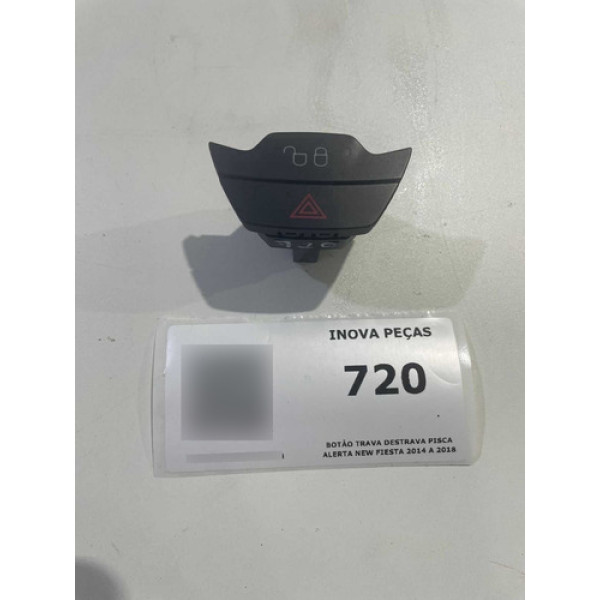 INOVA PEÇAS
720
BOTÃO TRAVA DESTRAVA PISCA
ALERTA NEW FIESTA 2014 A 2018